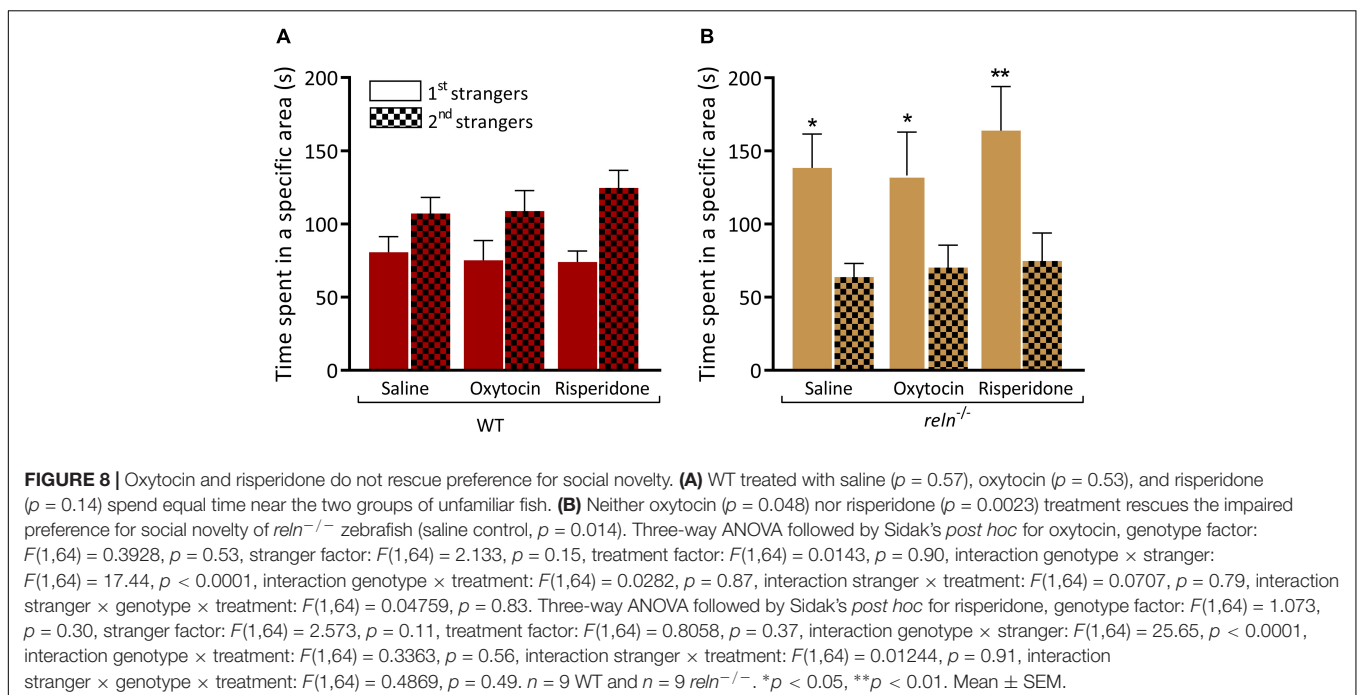 A
B
Time spent in a specific area (s)
200
150
100
50
0
1st strangers
2nd strangers
Saline Oxytocin Risperidone
WT
Time spent in a specific area (s)
200
150
100
50
0
* * **
Saline Oxytocin Risperidone
reln-/-
FIGURE 8 | Oxytocin and risperidone do not rescue preference for social novelty. (A) WT treated with saline (p = 0.57), oxytocin (p = 0.53), and risperidone
(p = 0.14) spend equal time near the two groups of unfamiliar fish. (B) Neither oxytocin (p = 0.048) nor risperidone (p = 0.0023) treatment rescues the impaired
preference for social novelty of reln−/− zebrafish (saline control, p = 0.014). Three-way ANOVA followed by Sidak's post hoc for oxytocin, genotype factor:
F(1,64) = 0.3928, p = 0.53, stranger factor: F(1,64) = 2.133, p = 0.15, treatment factor: F(1,64) = 0.0143, p = 0.90, interaction genotype × stranger:
F(1,64) = 17.44, p < 0.0001, interaction genotype × treatment: F(1,64) = 0.0282, p = 0.87, interaction stranger × treatment: F(1,64) = 0.0707, p = 0.79, interaction
stranger × genotype × treatment: F(1,64) = 0.04759, p = 0.83. Three-way ANOVA followed by Sidak's post hoc for risperidone, genotype factor: F(1,64) = 1.073,
p = 0.30, stranger factor: F(1,64) = 2.573, p = 0.11, treatment factor: F(1,64) = 0.8058, p = 0.37, interaction genotype × stranger: F(1,64) = 25.65, p < 0.0001,
interaction genotype × treatment: F(1,64) = 0.3363, p = 0.56, interaction stranger × treatment: F(1,64) = 0.01244, p = 0.91, interaction
stranger × genotype × treatment: F(1,64) = 0.4869, p = 0.49. n = 9 WT and n = 9 reln−/−. *p < 0.05, **p < 0.01. Mean ± SEM.